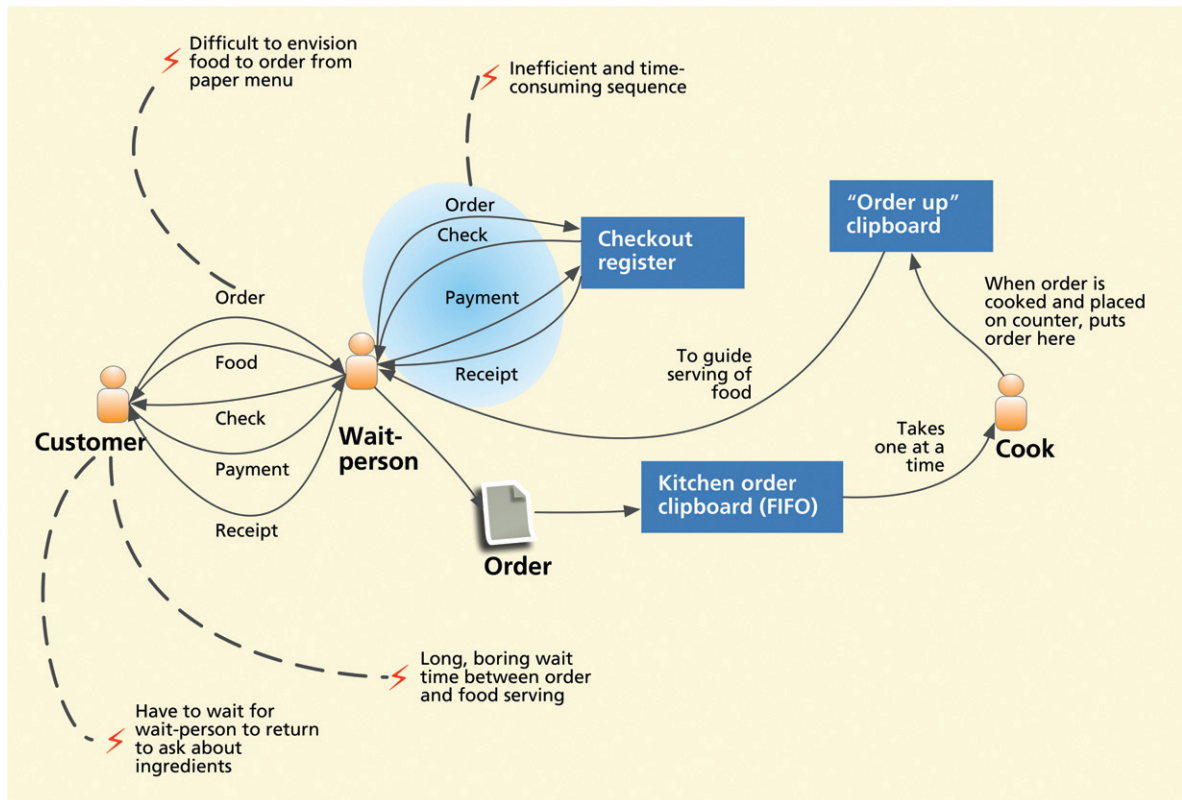 Difficult to envision
food to order from
paper menu
Inefficient and time-
consuming sequence
Order
Check
Payment
Receipt
Checkout
register
“Order up”
clipboard
When order is
cooked and placed
on counter, puts
order here
To guide
serving of
food
Order
Food
Check
Payment
Receipt
Customer
Wait-
person
Takes
one at a
time
Cook
Kitchen order
clipboard (FIFO)
Order
Long, boring wait
time between order
and food serving
Have to wait for
wait-person to return
to ask about
ingredients